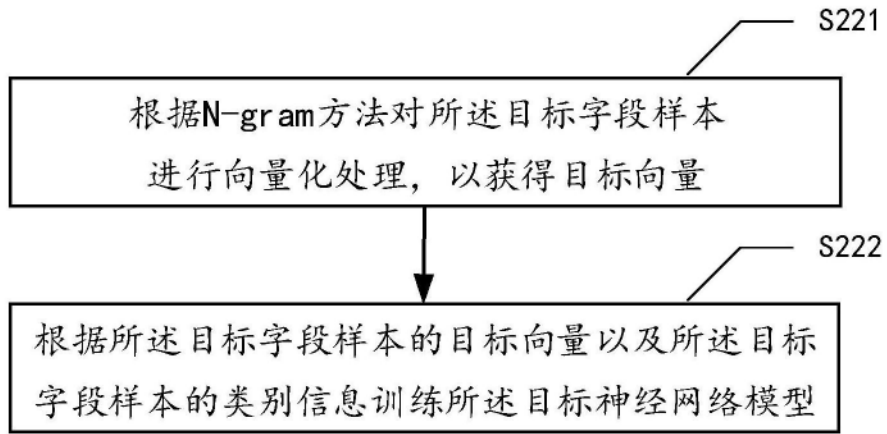 S221
根据N-gram方法对所述目标字段样本
进行向量化处理，以获得目标向量
S222
根据所述目标字段样本的目标向量以及所述目标
字段样本的类别信息训练所述目标神经网络模型